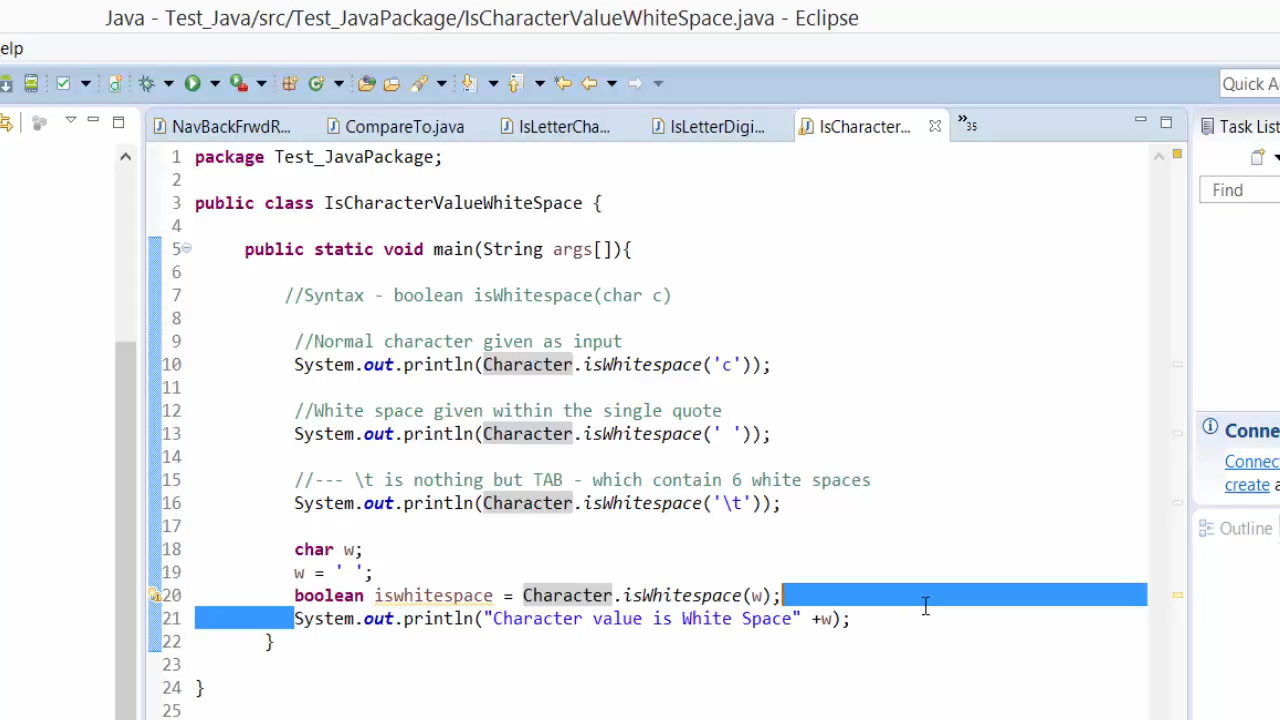 Java - Test_Java/src/Test_JavaPackage/IsCharacterValueWhiteSpace.java - Eclipse
elp
Quick A
NavBackFrwdR... CompareTo.java IsLetterCha... IsLetterDigi... IsCharacter... »35
Task List
Find
1 package Test_JavaPackage;
2
3 public class IsCharacterValueWhiteSpace {
4
5 public static void main(String args[]){
6
7 //Syntax - boolean isWhitespace(char c)
8
9 //Normal character given as input
10 System.out.println(Character.isWhitespace('c'));
11
12 //White space given within the single quote
13 System.out.println(Character.isWhitespace(' '));
14
15 //--- \t is nothing but TAB - which contain 6 white spaces
16 System.out.println(Character.isWhitespace('\t'));
17
18 char w;
19 w = ' ';
20 boolean iswhitespace = Character.isWhitespace(w);
21 System.out.println("Character value is White Space" +w);
22 }
23
24 }
25
Conne
Connec
create a
Outline